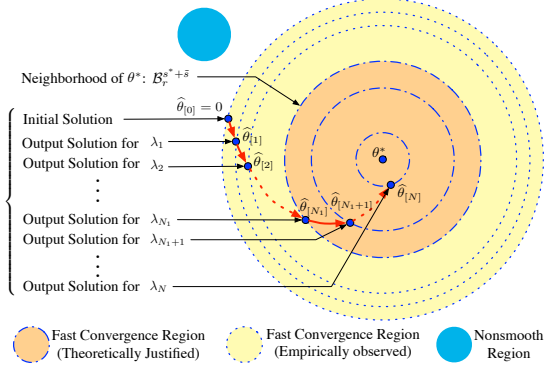 Neighborhood of θ*: 𝓑_r^{s*+s̃}
Initial Solution
θ̂_[0] = 0
Output Solution for λ_1
θ̂_[1]
Output Solution for λ_2
θ̂_[2]
θ*
θ̂_[N]
Output Solution for λ_{N_1}
θ̂_[N_1]
θ̂_[N_1+1]
Output Solution for λ_{N_1+1}
Output Solution for λ_N
Fast Convergence Region
(Theoretically Justified)
Fast Convergence Region
(Empirically observed)
Nonsmooth
Region